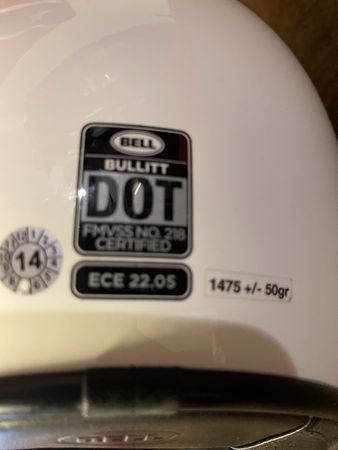 BELL
BULLITT
DOT
FMVSS NO. 218
CERTIFIED
14
ECE 22.05
1475 +/- 50gr